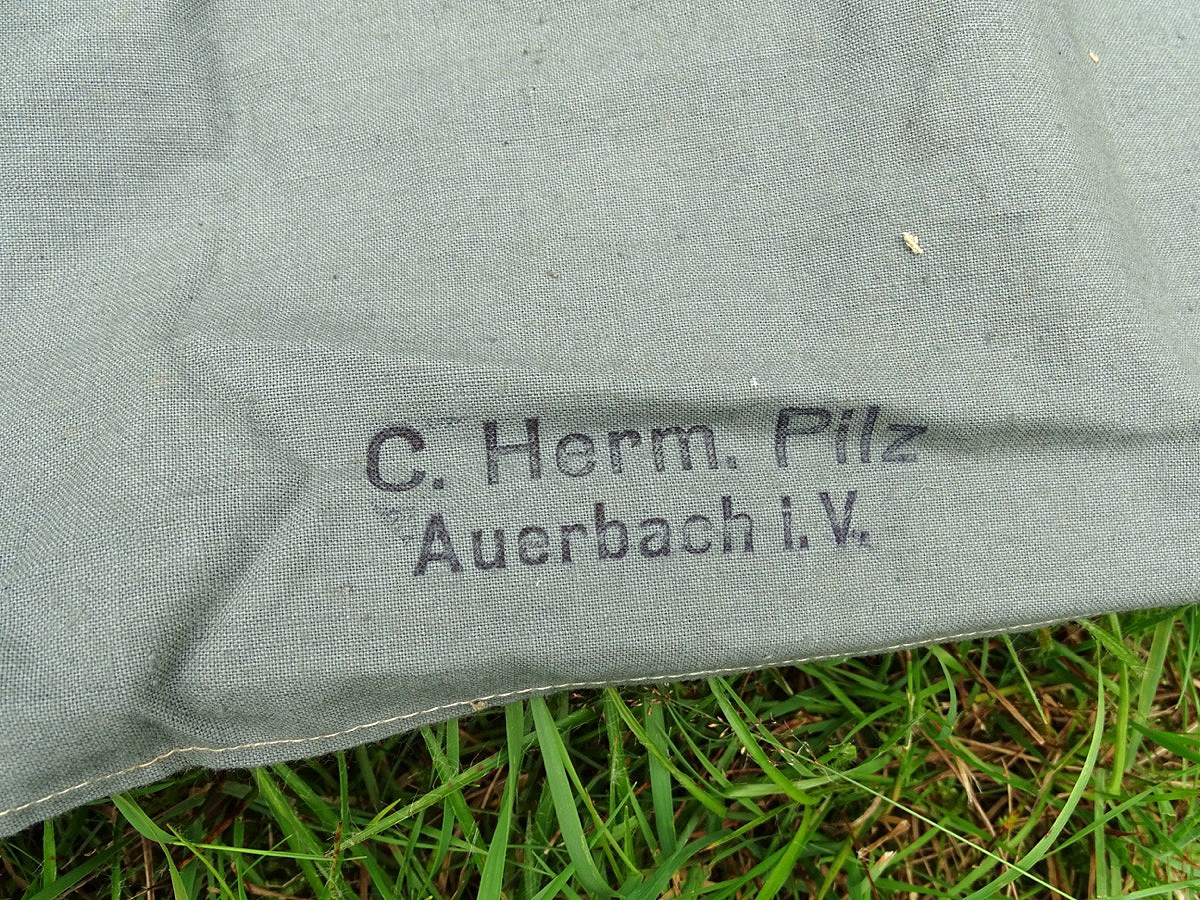 C. Herm. Pilz
Auerbach i. V.